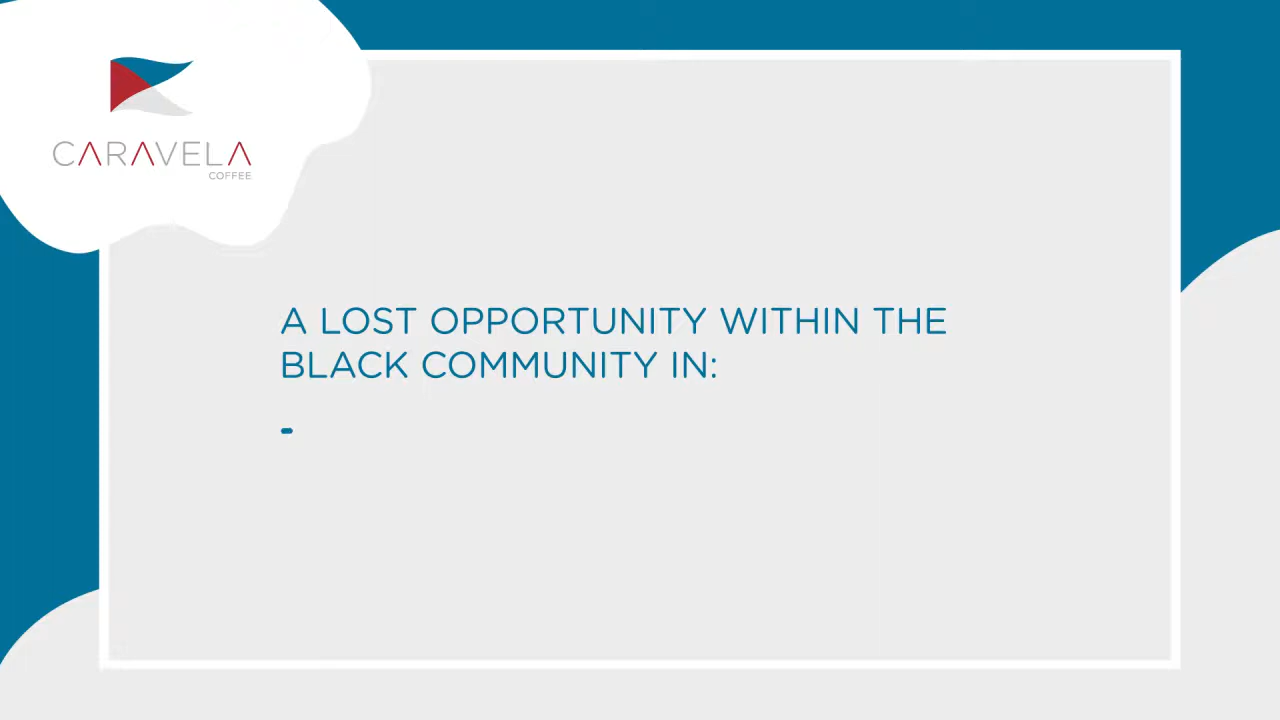 CARAVELA
COFFEE
A LOST OPPORTUNITY WITHIN THE
BLACK COMMUNITY IN:
-